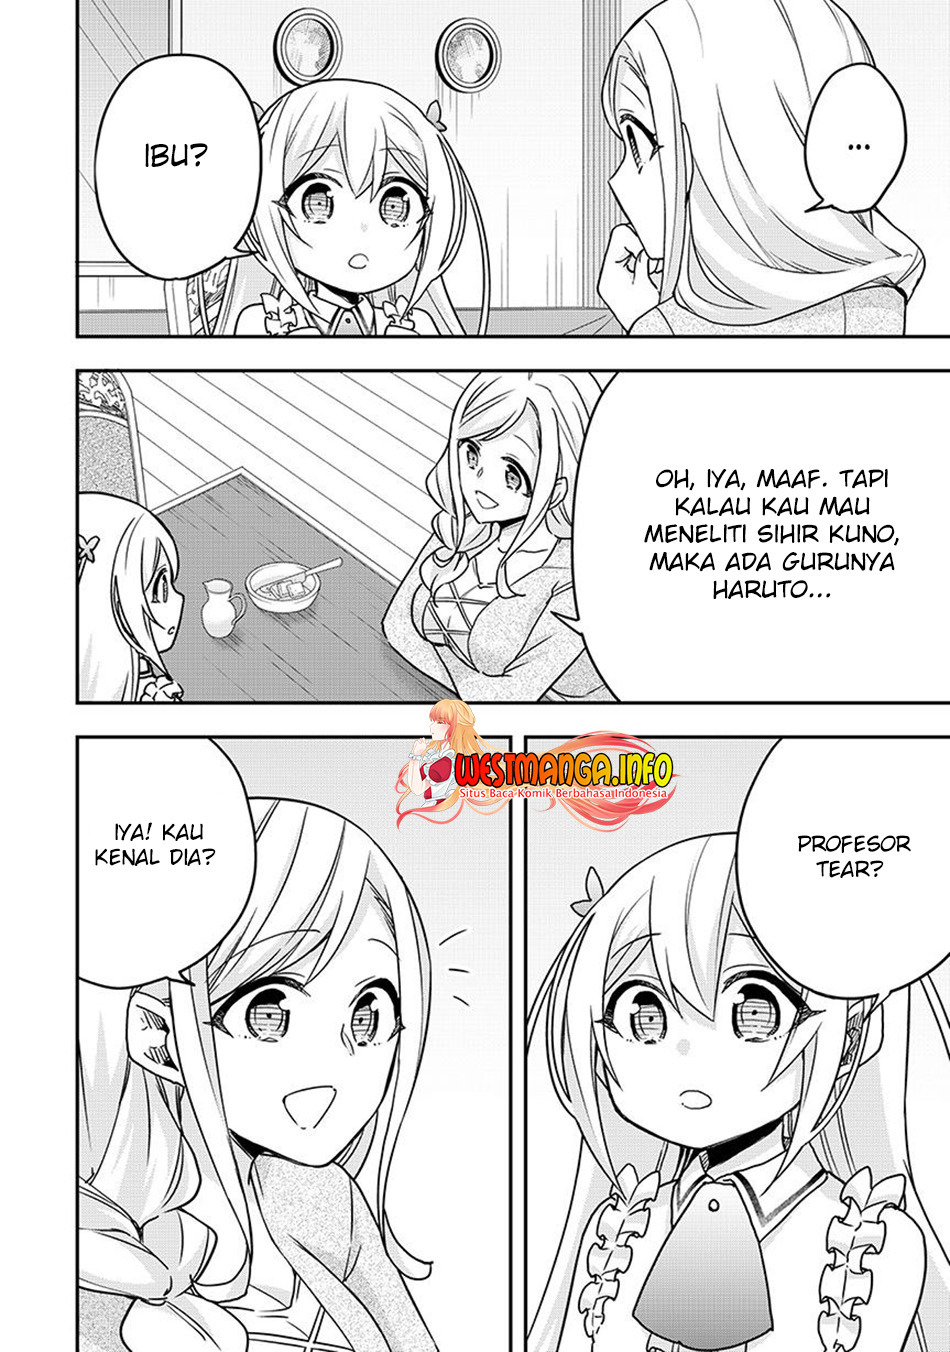 ...
IBU?
OH, IYA, MAAF. TAPI
KALAU KAU MAU
MENELITI SIHIR KUNO,
MAKA ADA GURUNYA
HARUTO...
WESTMANGA.INFO
Situs Baca Komik Berbahasa Indonesia
PROFESOR
TEAR?
IYA! KAU
KENAL DIA?